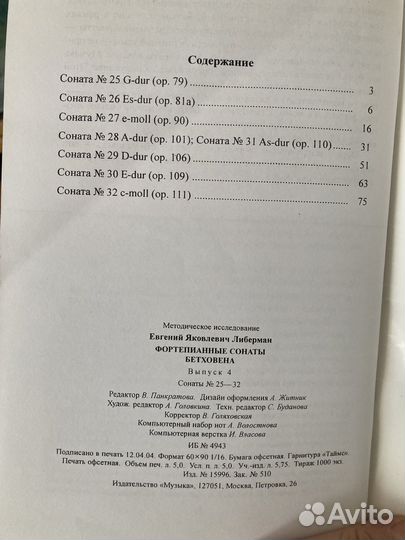 Содержание
Соната № 25 G-dur (op. 79) 3
Соната № 26 Es-dur (op. 81a) 6
Соната № 27 e-moll (op. 90) 16
Соната № 28 A-dur (op. 101); Соната № 31 As-dur (op. 110) 31
Соната № 29 D-dur (op. 106) 51
Соната № 30 E-dur (op. 109) 63
Соната № 32 c-moll (op. 111) 75
Методическое исследование
Евгений Яковлевич Либерман
ФОРТЕПИАННЫЕ СОНАТЫ
БЕТХОВЕНА
Выпуск 4
Сонаты № 25—32
Редактор В. Панкратова. Дизайн оформления А. Житник
Худож. редактор А. Головкина. Техн. редактор С. Буданова
Корректор В. Голяховская
Компьютерный набор нот А. Волостнова
Компьютерная верстка И. Власова
ИБ № 4943
Подписано в печать 12.04.04. Формат 60×90 1/16. Бумага офсетная. Гарнитура «Таймс».
Печать офсетная. Объем печ. л. 5,0. Усл. п. л. 5,0. Уч.-изд. л. 5,75. Тираж 1000 экз.
Изд. № 15996. Зак. № 510
Издательство «Музыка», 127051, Москва, Петровка, 26
Avito